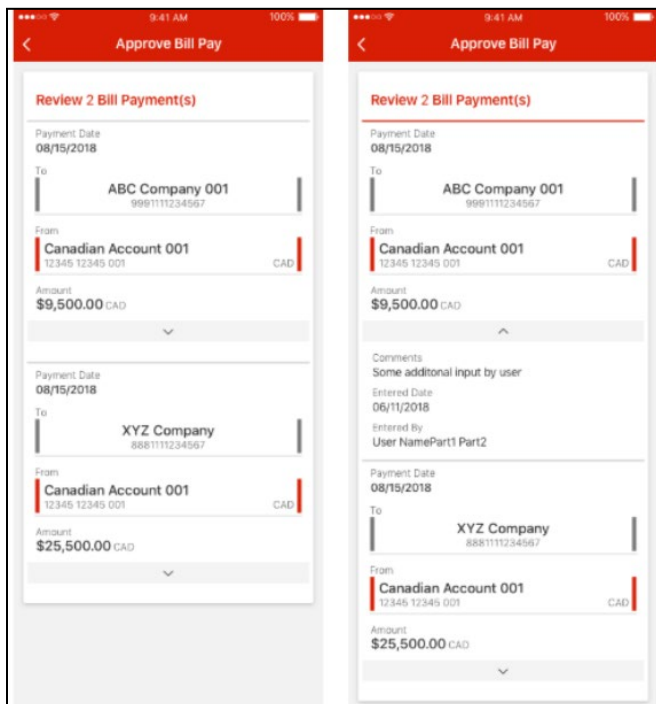 9:41 AM 100%
Approve Bill Pay
Review 2 Bill Payment(s)
Payment Date
08/15/2018
To
ABC Company 001
9991111234567
From
Canadian Account 001
12345 12345 001 CAD
Amount
$9,500.00 CAD
Payment Date
08/15/2018
To
XYZ Company
8881111234567
From
Canadian Account 001
12345 12345 001 CAD
Amount
$25,500.00 CAD
9:41 AM 100%
Approve Bill Pay
Review 2 Bill Payment(s)
Payment Date
08/15/2018
To
ABC Company 001
9991111234567
From
Canadian Account 001
12345 12345 001 CAD
Amount
$9,500.00 CAD
Comments
Some additonal input by user
Entered Date
06/11/2018
Entered By
User NamePart1 Part2
Payment Date
08/15/2018
To
XYZ Company
8881111234567
From
Canadian Account 001
12345 12345 001 CAD
Amount
$25,500.00 CAD